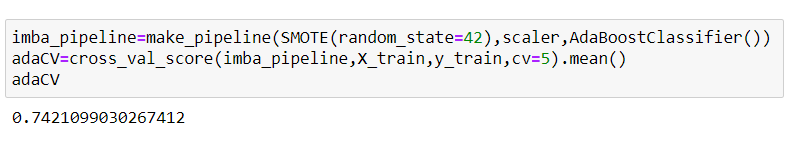 imba_pipeline=make_pipeline(SMOTE(random_state=42),scaler,AdaBoostClassifier())
adaCV=cross_val_score(imba_pipeline,X_train,y_train,cv=5).mean()
adaCV
0.7421099030267412